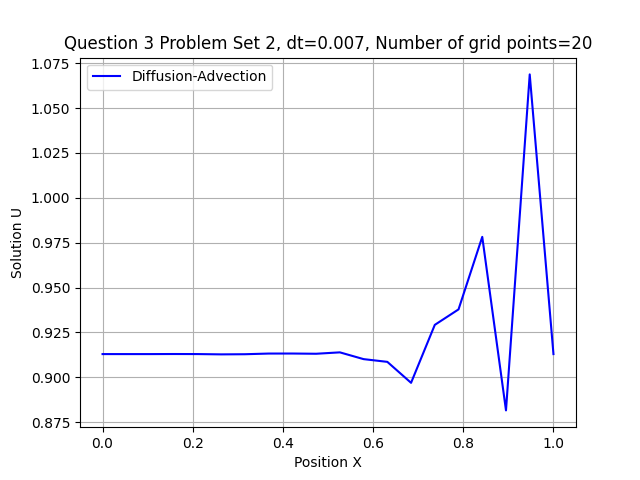 Question 3 Problem Set 2, dt=0.007, Number of grid points=20
Diffusion-Advection
1.075
1.050
1.025
1.000
0.975
0.950
0.925
0.900
0.875
Solution U
0.0 0.2 0.4 0.6 0.8 1.0
Position X